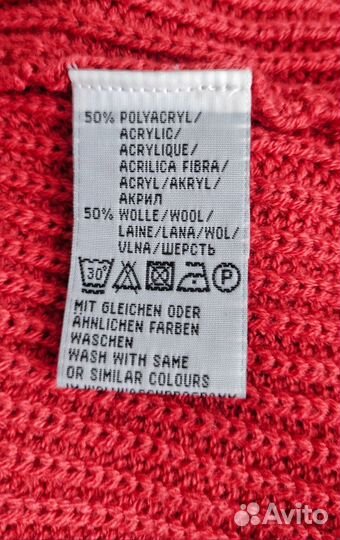 50% POLYACRYL/
ACRYLIC/
ACRYLIQUE/
ACRILICA FIBRA/
ACRYL/AKRYL/
АКРИЛ
50% WOLLE/WOOL/
LAINE/LANA/WOL/
VLNA/ШЕРСТЬ
30° P
MIT GLEICHEN ODER
ÄHNLICHEN FARBEN
WASCHEN
WASH WITH SAME
OR SIMILAR COLOURS
Avito